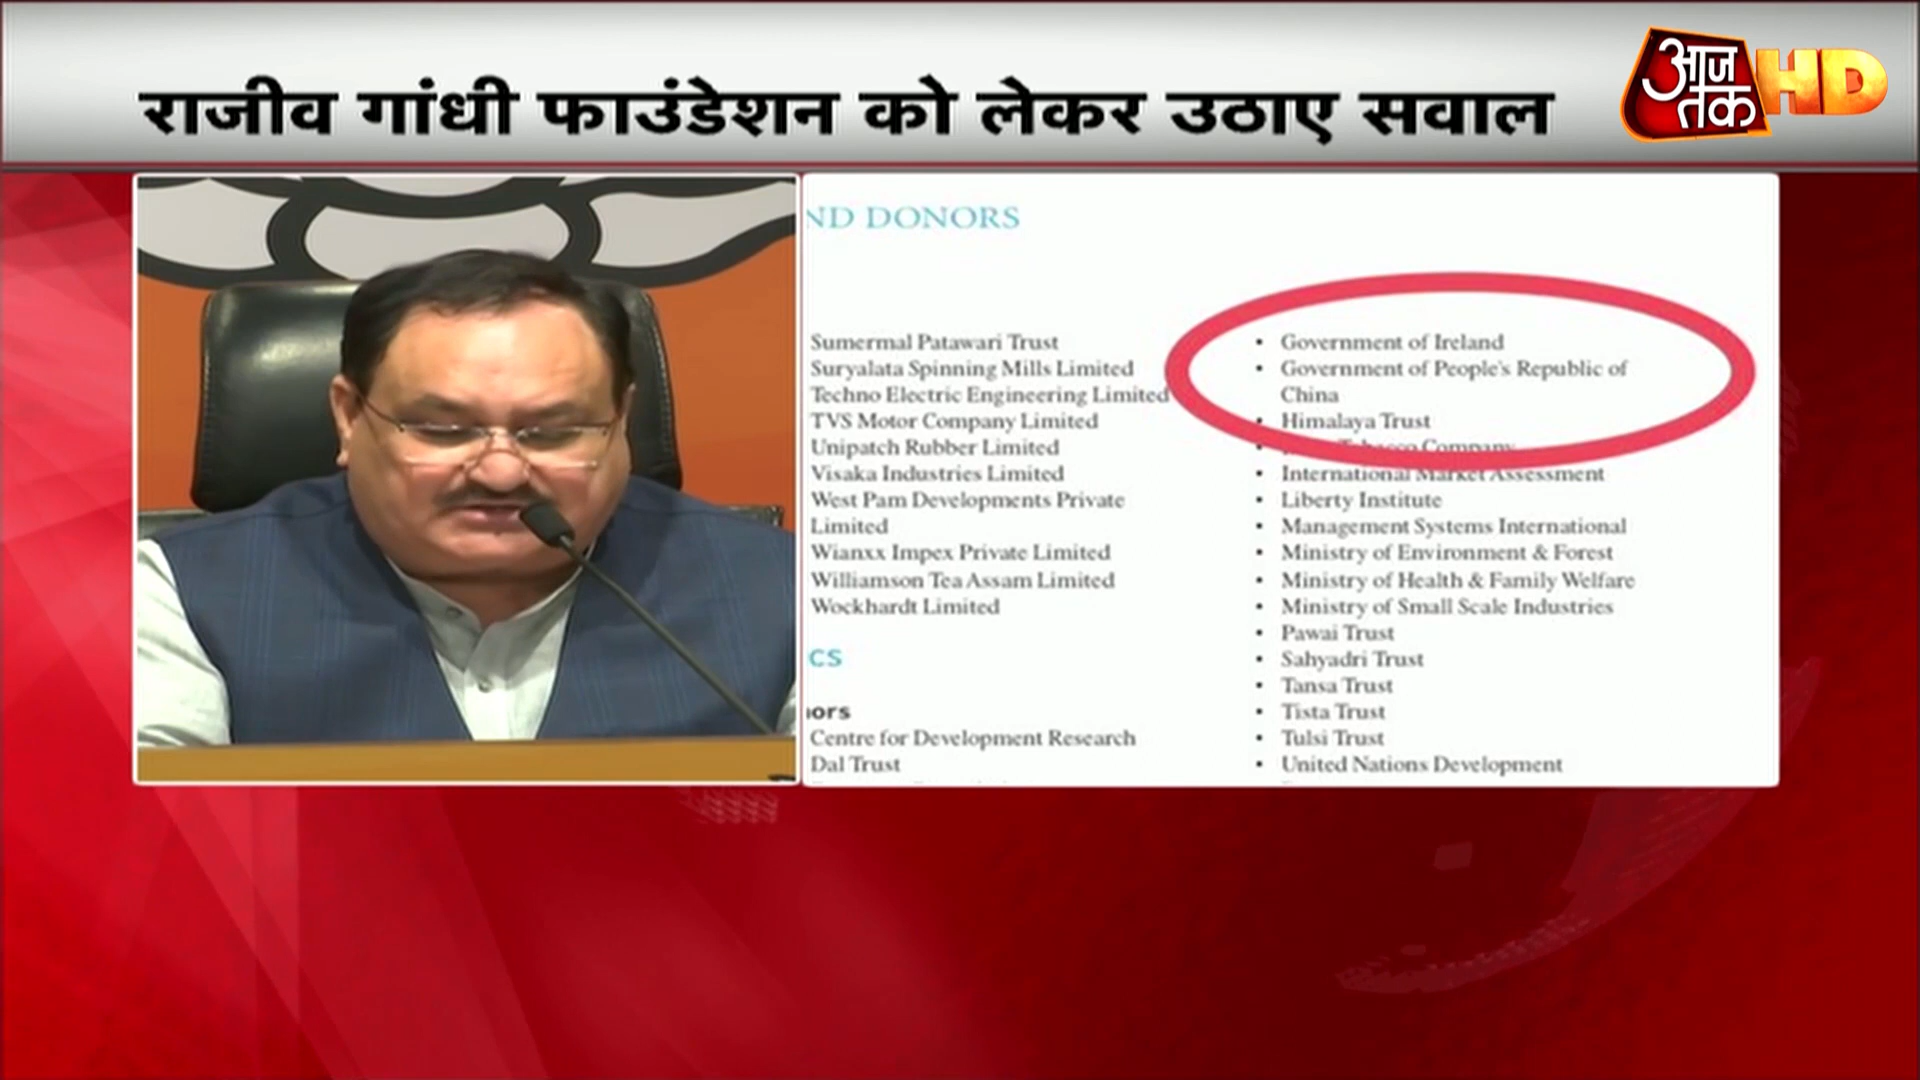 राजीव गांधी फाउंडेशन को लेकर उठाए सवाल
आज
तक
HD
ND DONORS
Sumermal Patawari Trust
Suryalata Spinning Mills Limited
Techno Electric Engineering Limited
TVS Motor Company Limited
Unipatch Rubber Limited
Visaka Industries Limited
West Pam Developments Private
Limited
Wianxx Impex Private Limited
Williamson Tea Assam Limited
Wockhardt Limited
CS
ors
Centre for Development Research
Dal Trust
• Government of Ireland
• Government of People's Republic of
China
• Himalaya Trust
Tobacco Company
• International Market Assessment
• Liberty Institute
• Management Systems International
• Ministry of Environment & Forest
• Ministry of Health & Family Welfare
• Ministry of Small Scale Industries
• Pawai Trust
• Sahyadri Trust
• Tansa Trust
• Tista Trust
• Tulsi Trust
• United Nations Development